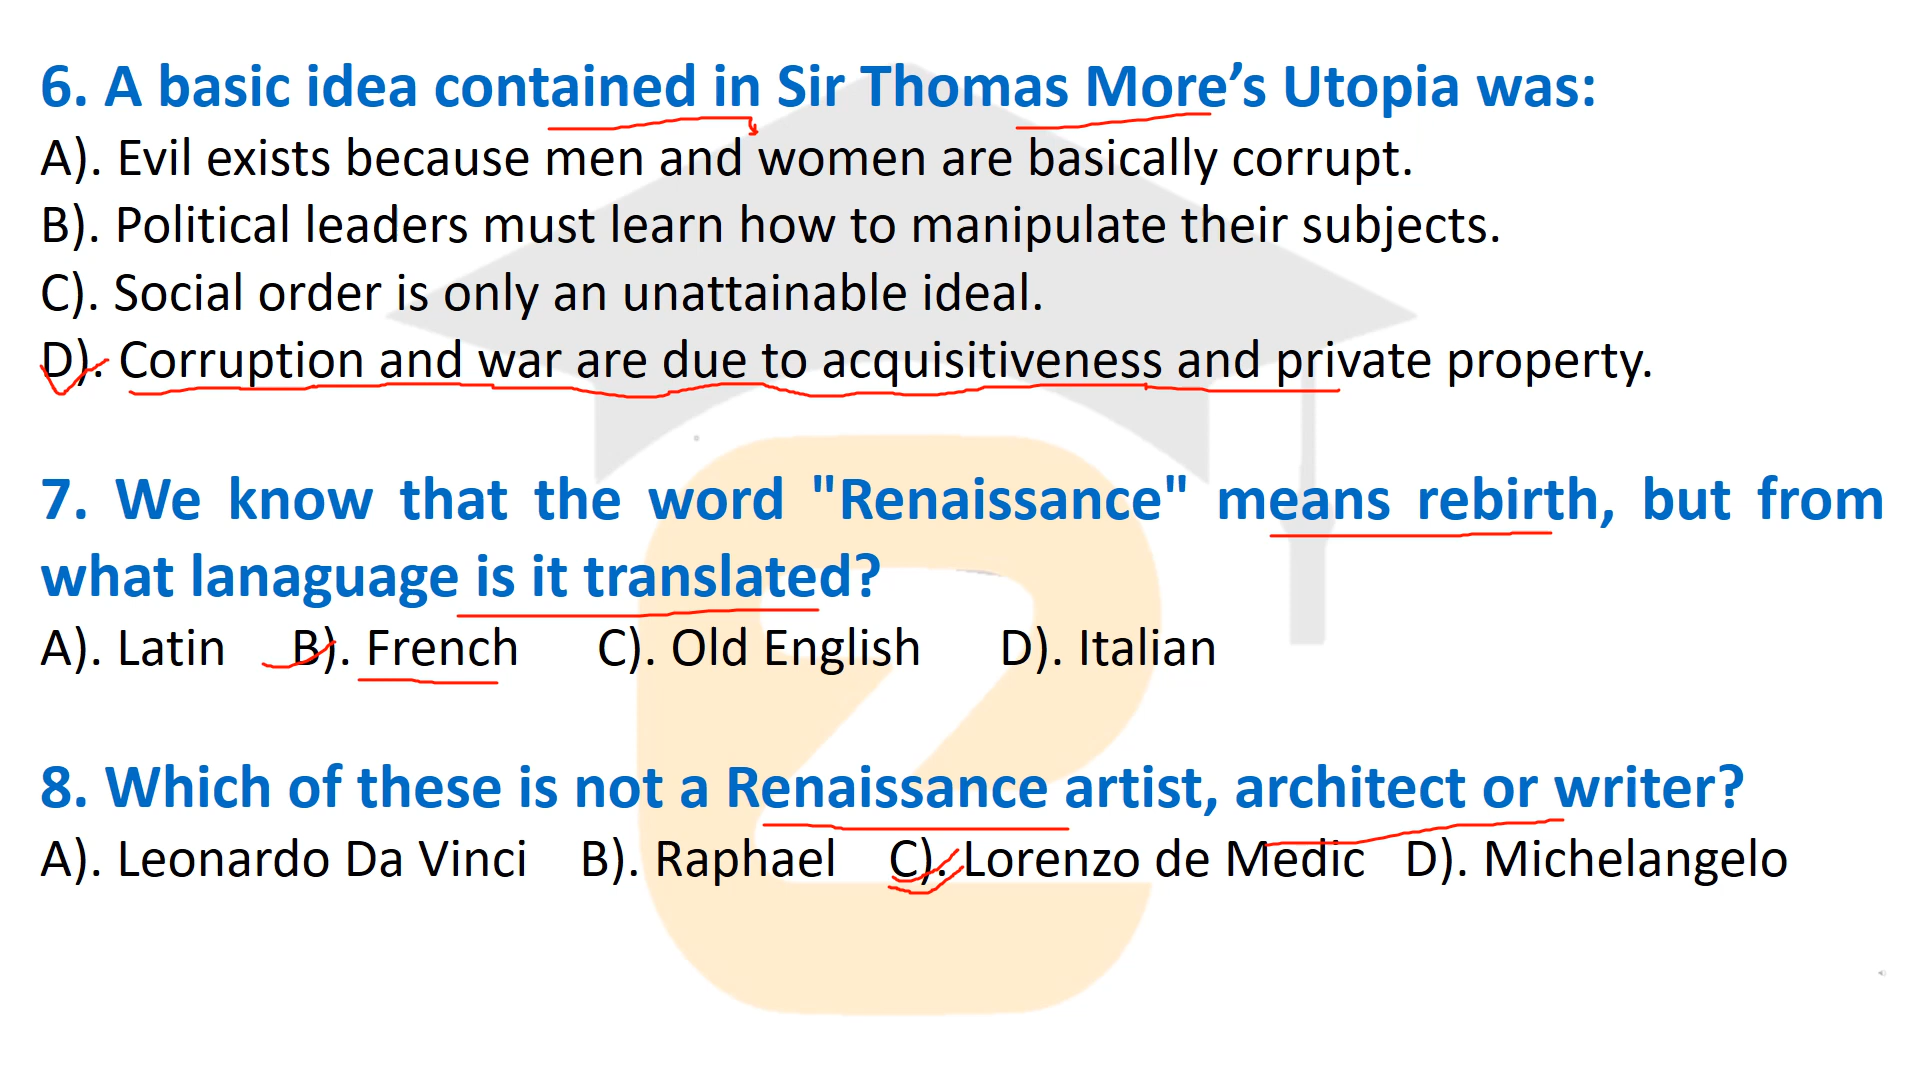 6. A basic idea contained in Sir Thomas More’s Utopia was:
A). Evil exists because men and women are basically corrupt.
B). Political leaders must learn how to manipulate their subjects.
C). Social order is only an unattainable ideal.
D). Corruption and war are due to acquisitiveness and private property.
7. We know that the word "Renaissance" means rebirth, but from
what lanaguage is it translated?
A). Latin B). French C). Old English D). Italian
8. Which of these is not a Renaissance artist, architect or writer?
A). Leonardo Da Vinci B). Raphael C). Lorenzo de Medic D). Michelangelo